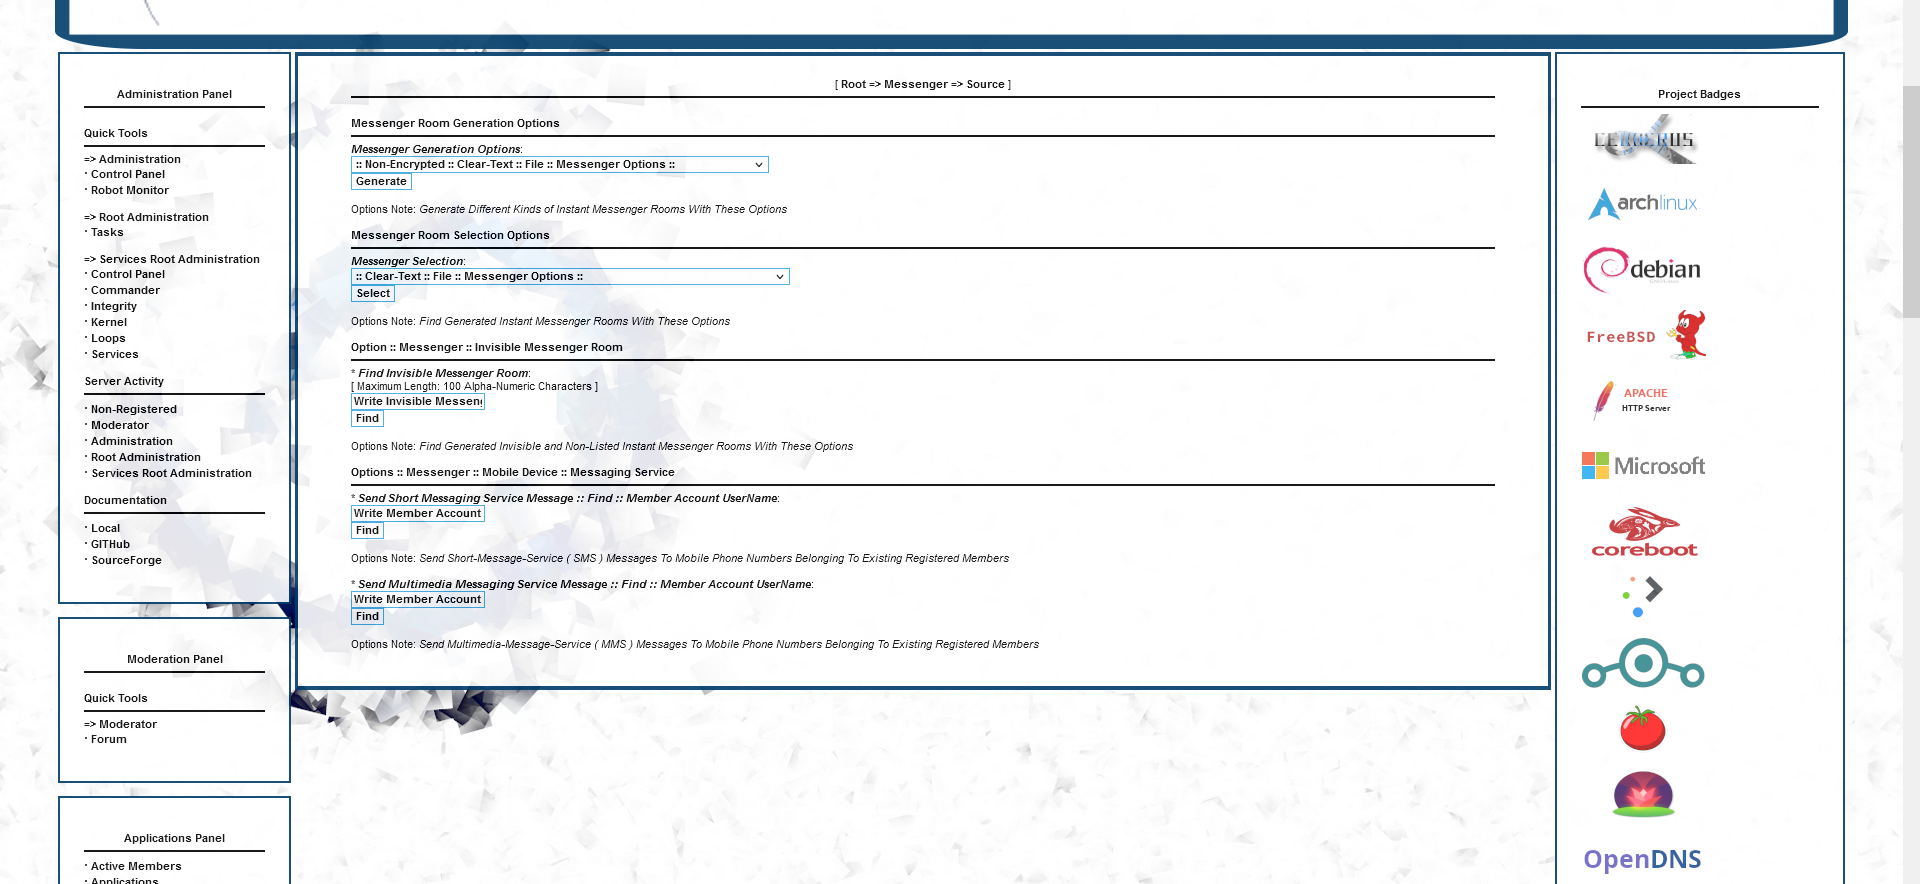 Administration Panel
Quick Tools
=> Administration
· Control Panel
· Robot Monitor
=> Root Administration
· Tasks
=> Services Root Administration
· Control Panel
· Commander
· Integrity
· Kernel
· Loops
· Services
Server Activity
· Non-Registered
· Moderator
· Administration
· Root Administration
· Services Root Administration
Documentation
· Local
· GITHub
· SourceForge
Moderation Panel
Quick Tools
=> Moderator
· Forum
Applications Panel
· Active Members
· Applications
[ Root => Messenger => Source ]
Messenger Room Generation Options
Messenger Generation Options:
:: Non-Encrypted :: Clear-Text :: File :: Messenger Options ::
Generate
Options Note: Generate Different Kinds of Instant Messenger Rooms With These Options
Messenger Room Selection Options
Messenger Selection:
:: Clear-Text :: File :: Messenger Options ::
Select
Options Note: Find Generated Instant Messenger Rooms With These Options
Option :: Messenger :: Invisible Messenger Room
* Find Invisible Messenger Room:
[ Maximum Length: 100 Alpha-Numeric Characters ]
Write Invisible Messeng
Find
Options Note: Find Generated Invisible and Non-Listed Instant Messenger Rooms With These Options
Options :: Messenger :: Mobile Device :: Messaging Service
* Send Short Messaging Service Message :: Find :: Member Account UserName:
Write Member Account
Find
Options Note: Send Short-Message-Service ( SMS ) Messages To Mobile Phone Numbers Belonging To Existing Registered Members
* Send Multimedia Messaging Service Message :: Find :: Member Account UserName:
Write Member Account
Find
Options Note: Send Multimedia-Message-Service ( MMS ) Messages To Mobile Phone Numbers Belonging To Existing Registered Members
Project Badges
CERBERUS
archlinux
debian
FreeBSD
APACHE
HTTP Server
Microsoft
coreboot
OpenDNS